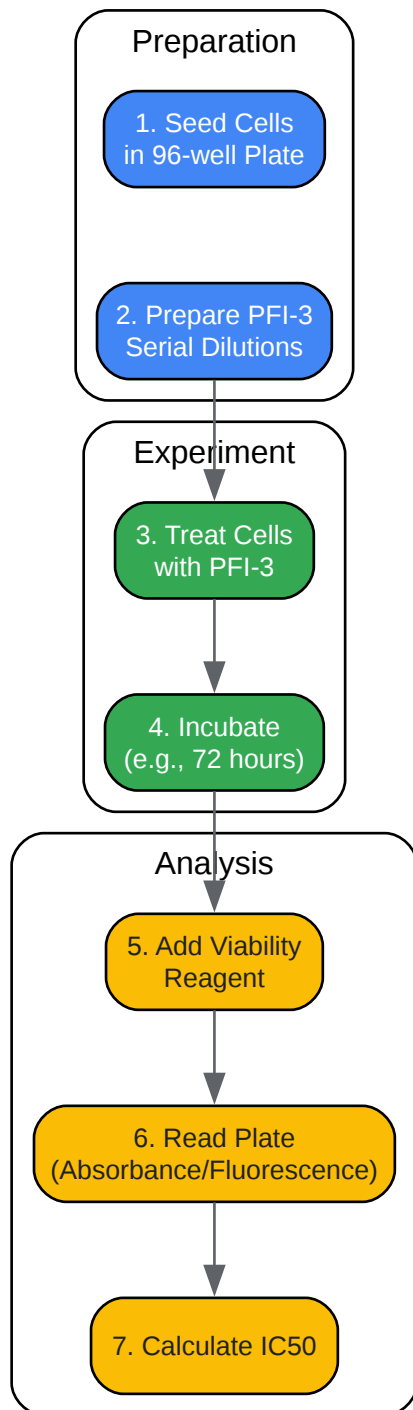 Preparation
1. Seed Cells
in 96-well Plate
2. Prepare PFI-3
Serial Dilutions
Experiment
3. Treat Cells
with PFI-3
4. Incubate
(e.g., 72 hours)
Analysis
5. Add Viability
Reagent
6. Read Plate
(Absorbance/Fluorescence)
7. Calculate IC50